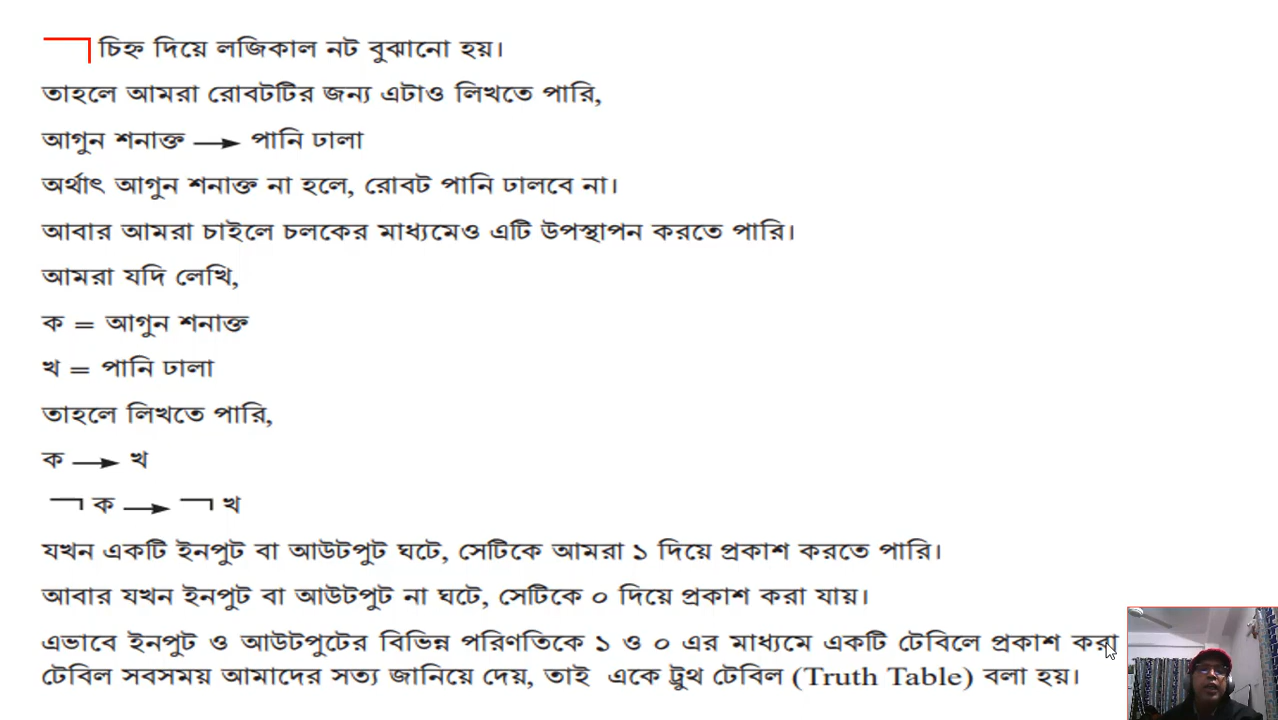 ¬ চিহ্ন দিয়ে লজিকাল নট বুঝানো হয়।
তাহলে আমরা রোবটটির জন্য এটাও লিখতে পারি,
আগুন শনাক্ত → পানি ঢালা
অর্থাৎ আগুন শনাক্ত না হলে, রোবট পানি ঢালবে না।
আবার আমরা চাইলে চলকের মাধ্যমেও এটি উপস্থাপন করতে পারি।
আমরা যদি লেখি,
ক = আগুন শনাক্ত
খ = পানি ঢালা
তাহলে লিখতে পারি,
ক → খ
¬ ক → ¬ খ
যখন একটি ইনপুট বা আউটপুট ঘটে, সেটিকে আমরা ১ দিয়ে প্রকাশ করতে পারি।
আবার যখন ইনপুট বা আউটপুট না ঘটে, সেটিকে ০ দিয়ে প্রকাশ করা যায়।
এভাবে ইনপুট ও আউটপুটের বিভিন্ন পরিণতিকে ১ ও ০ এর মাধ্যমে একটি টেবিলে প্রকাশ করা
টেবিল সবসময় আমাদের সত্য জানিয়ে দেয়, তাই একে ট্রুথ টেবিল (Truth Table) বলা হয়।